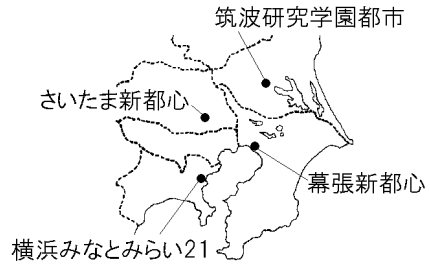 筑波研究学園都市
さいたま新都心
幕張新都心
横浜みなとみらい21